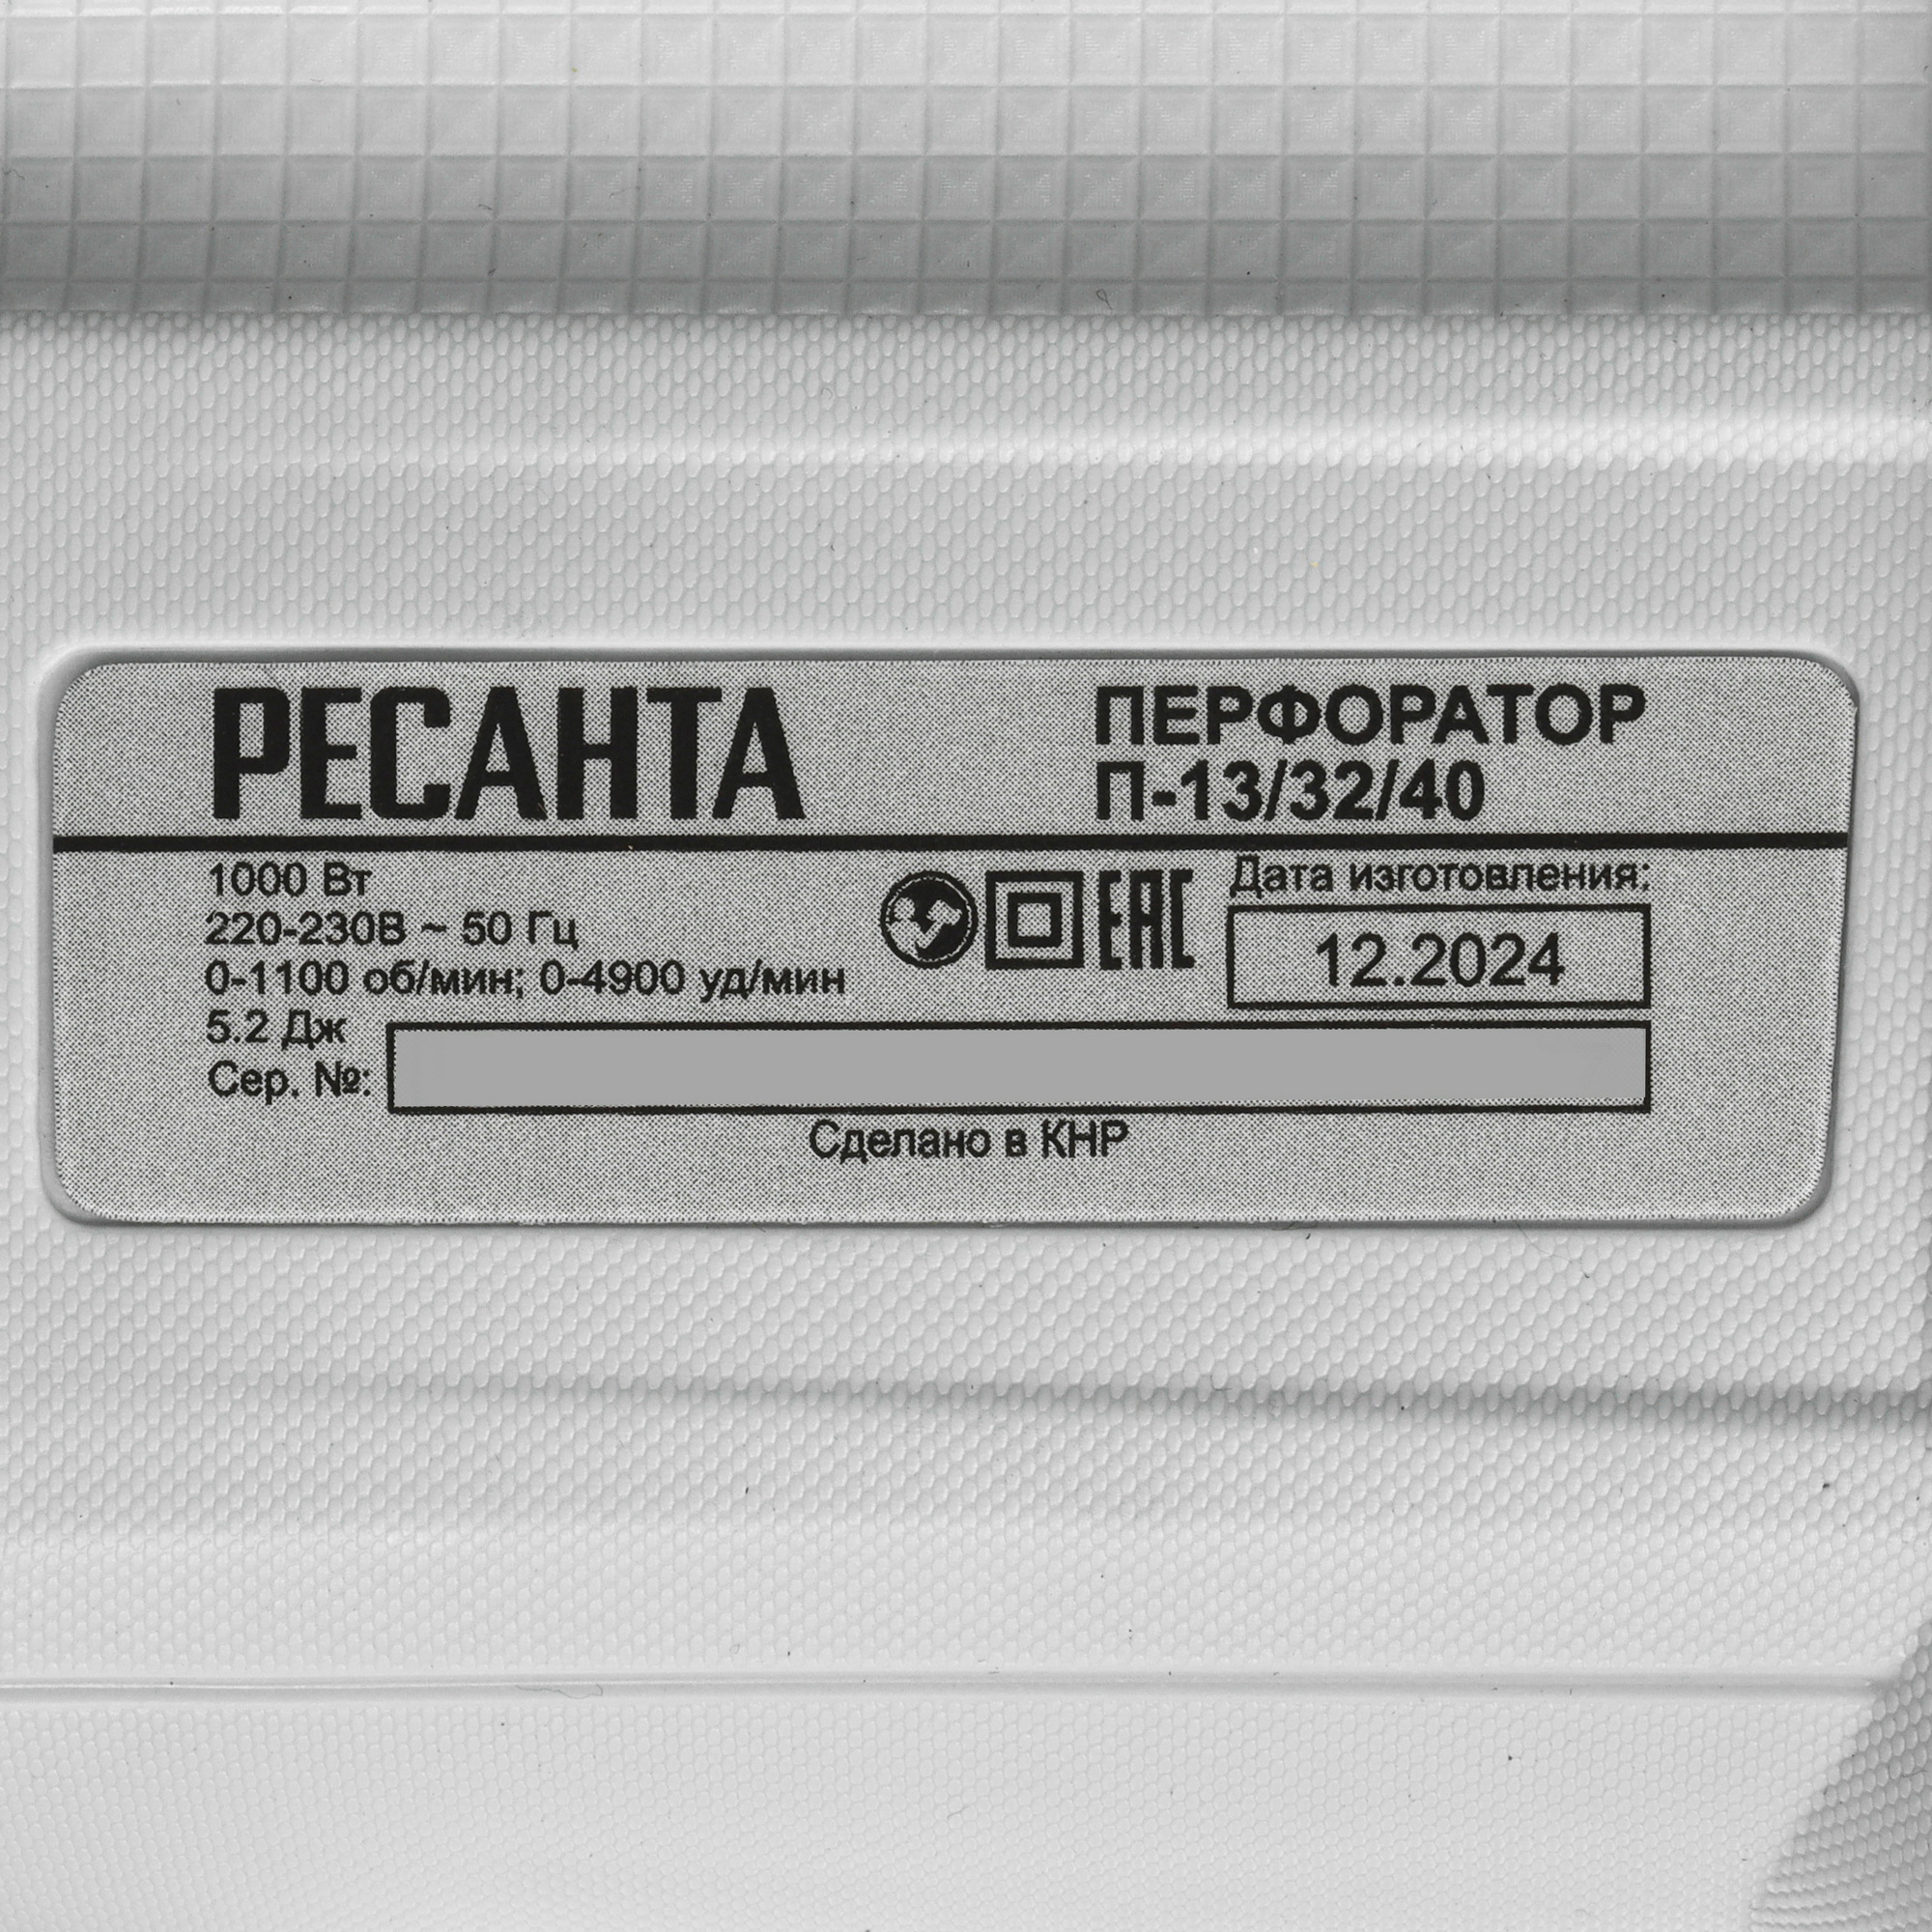 РЕСАНТА
ПЕРФОРАТОР
П-13/32/40
1000 Вт
220-230В ~ 50 Гц
0-1100 об/мин; 0-4900 уд/мин
5.2 Дж
Сер. №:
EAC
Дата изготовления:
12.2024
Сделано в КНР